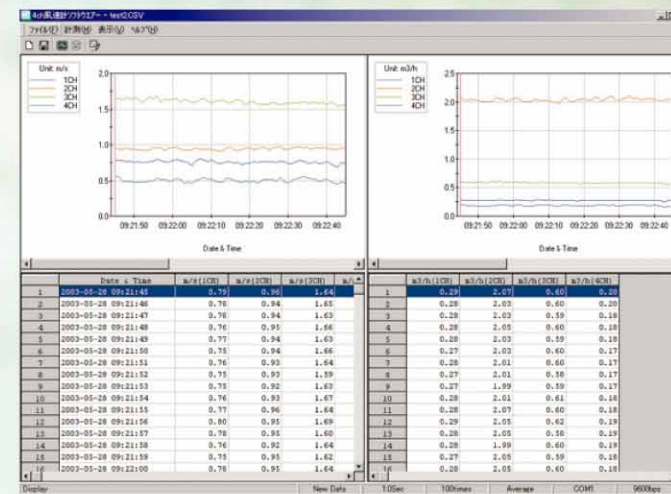 4ch風速計ソフトウエアー - test2.CSV
ファイル(F) 計測(M) 表示(V) ヘルプ(H)
Unit: m/s
1CH
2CH
3CH
4CH
2.0
1.5
1.0
0.5
0.0
09:21:50 09:22:00 09:22:10 09:22:20 09:22:30 09:22:40
Date & Time
Unit: m3/h
1CH
2CH
3CH
4CH
2.5
2.0
1.5
1.0
0.5
0.0
09:21:50 09:22:00 09:22:10 09:22:20 09:22:30 09:22:40
Date & Time
Date & Time m/s(1CH) m/s(2CH) m/s(3CH)
1 2003-05-28 09:21:45 0.79 0.96 1.64
2 2003-05-28 09:21:46 0.78 0.94 1.65
3 2003-05-28 09:21:47 0.78 0.94 1.63
4 2003-05-28 09:21:48 0.76 0.95 1.66
5 2003-05-28 09:21:49 0.77 0.94 1.63
6 2003-05-28 09:21:50 0.75 0.94 1.66
7 2003-05-28 09:21:51 0.76 0.93 1.64
8 2003-05-28 09:21:52 0.75 0.93 1.59
9 2003-05-28 09:21:53 0.75 0.92 1.63
10 2003-05-28 09:21:54 0.76 0.93 1.67
11 2003-05-28 09:21:55 0.77 0.96 1.64
12 2003-05-28 09:21:56 0.80 0.95 1.69
13 2003-05-28 09:21:57 0.78 0.95 1.60
14 2003-05-28 09:21:58 0.76 0.92 1.64
15 2003-05-28 09:21:59 0.75 0.95 1.62
16 2003-05-28 09:22:00 0.78 0.95 1.64
m3/h(1CH) m3/h(2CH) m3/h(3CH) m3/h(4CH)
1 0.29 2.07 0.60 0.20
2 0.28 2.03 0.60 0.20
3 0.28 2.03 0.59 0.18
4 0.28 2.05 0.60 0.18
5 0.28 2.03 0.59 0.18
6 0.27 2.03 0.60 0.17
7 0.28 2.01 0.60 0.17
8 0.27 2.01 0.58 0.17
9 0.27 1.99 0.59 0.17
10 0.28 2.01 0.61 0.18
11 0.28 2.07 0.60 0.18
12 0.29 2.05 0.62 0.19
13 0.28 2.05 0.58 0.19
14 0.28 1.99 0.60 0.19
15 0.27 2.05 0.59 0.18
16 0.28 2.05 0.60 0.18
Display New Data 1.0Sec 100times Average COM1 9600bps